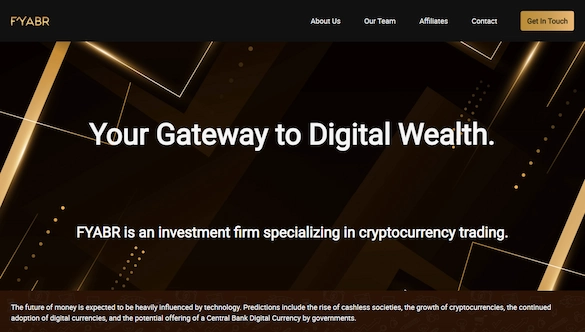 FYABR
About Us
Our Team
Affiliates
Contact
Get In Touch
Your Gateway to Digital Wealth.
FYABR is an investment firm specializing in cryptocurrency trading.
The future of money is expected to be heavily influenced by technology. Predictions include the rise of cashless societies, the growth of cryptocurrencies, the continued
adoption of digital currencies, and the potential offering of a Central Bank Digital Currency by governments.